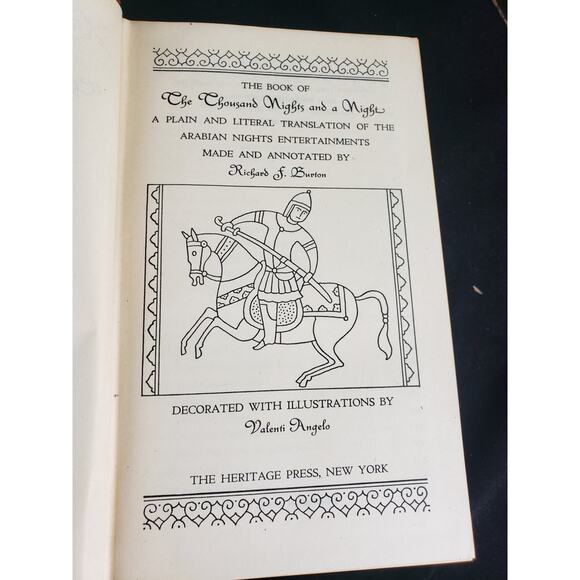 THE BOOK OF
The Thousand Nights and a Night
A PLAIN AND LITERAL TRANSLATION OF THE
ARABIAN NIGHTS ENTERTAINMENTS
MADE AND ANNOTATED BY
Richard F. Burton
DECORATED WITH ILLUSTRATIONS BY
Valenti Angelo
THE HERITAGE PRESS, NEW YORK